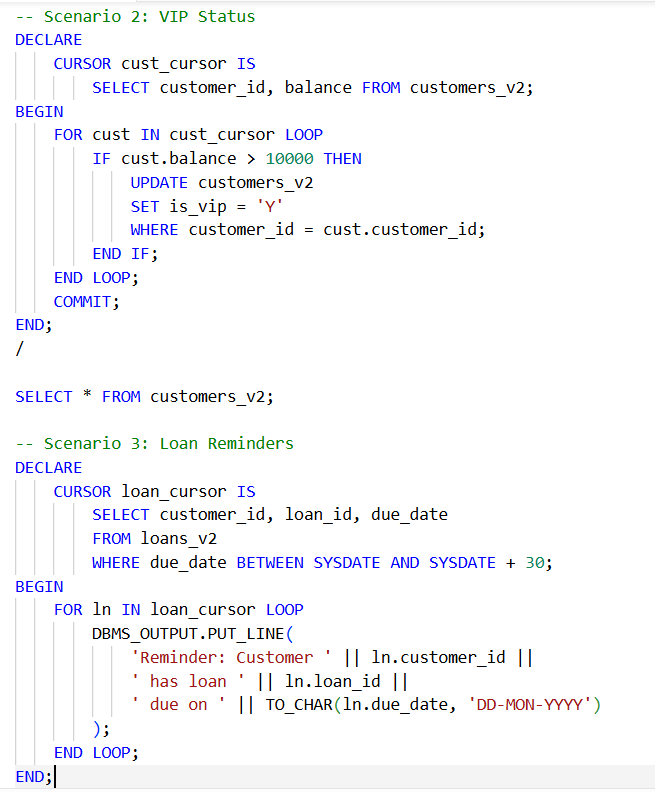 -- Scenario 2: VIP Status
DECLARE
    CURSOR cust_cursor IS
        SELECT customer_id, balance FROM customers_v2;
BEGIN
    FOR cust IN cust_cursor LOOP
        IF cust.balance > 10000 THEN
            UPDATE customers_v2
            SET is_vip = 'Y'
            WHERE customer_id = cust.customer_id;
        END IF;
    END LOOP;
    COMMIT;
END;
/

SELECT * FROM customers_v2;

-- Scenario 3: Loan Reminders
DECLARE
    CURSOR loan_cursor IS
        SELECT customer_id, loan_id, due_date
        FROM loans_v2
        WHERE due_date BETWEEN SYSDATE AND SYSDATE + 30;
BEGIN
    FOR ln IN loan_cursor LOOP
        DBMS_OUTPUT.PUT_LINE(
            'Reminder: Customer ' || ln.customer_id ||
            ' has loan ' || ln.loan_id ||
            ' due on ' || TO_CHAR(ln.due_date, 'DD-MON-YYYY')
        );
    END LOOP;
END;